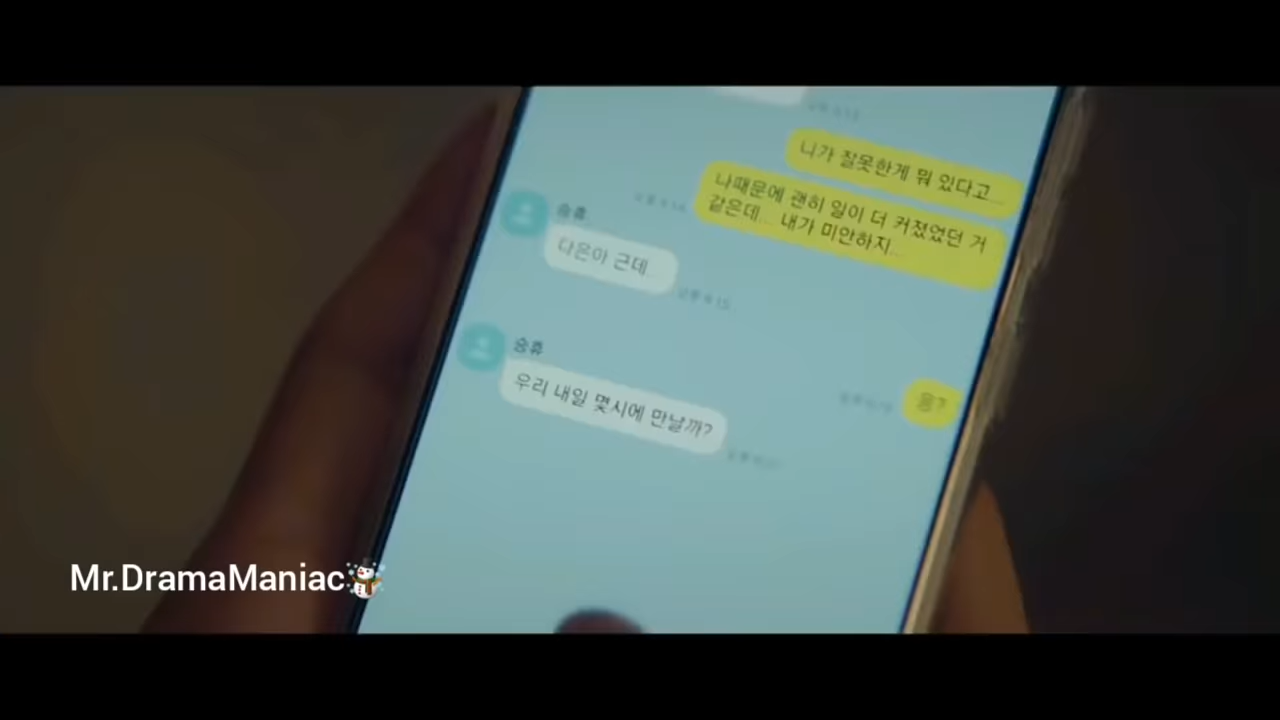 니가 잘못한게 뭐 있다고...
나때문에 괜히 일이 더 커졌었던 거
같은데... 내가 미안하지...
승휴
다은아 근데..
응?
승휴
우리 내일 몇시에 만날까?
Mr.DramaManiac